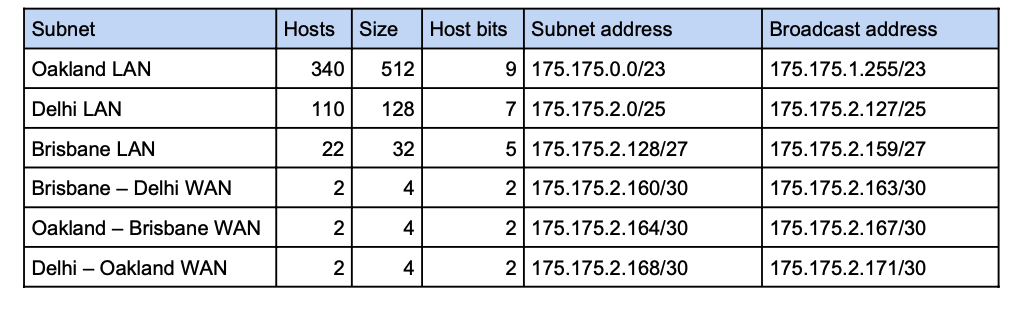 Subnet Hosts Size Host bits Subnet address Broadcast address
Oakland LAN 340 512 9 175.175.0.0/23 175.175.1.255/23
Delhi LAN 110 128 7 175.175.2.0/25 175.175.2.127/25
Brisbane LAN 22 32 5 175.175.2.128/27 175.175.2.159/27
Brisbane – Delhi WAN 2 4 2 175.175.2.160/30 175.175.2.163/30
Oakland – Brisbane WAN 2 4 2 175.175.2.164/30 175.175.2.167/30
Delhi – Oakland WAN 2 4 2 175.175.2.168/30 175.175.2.171/30